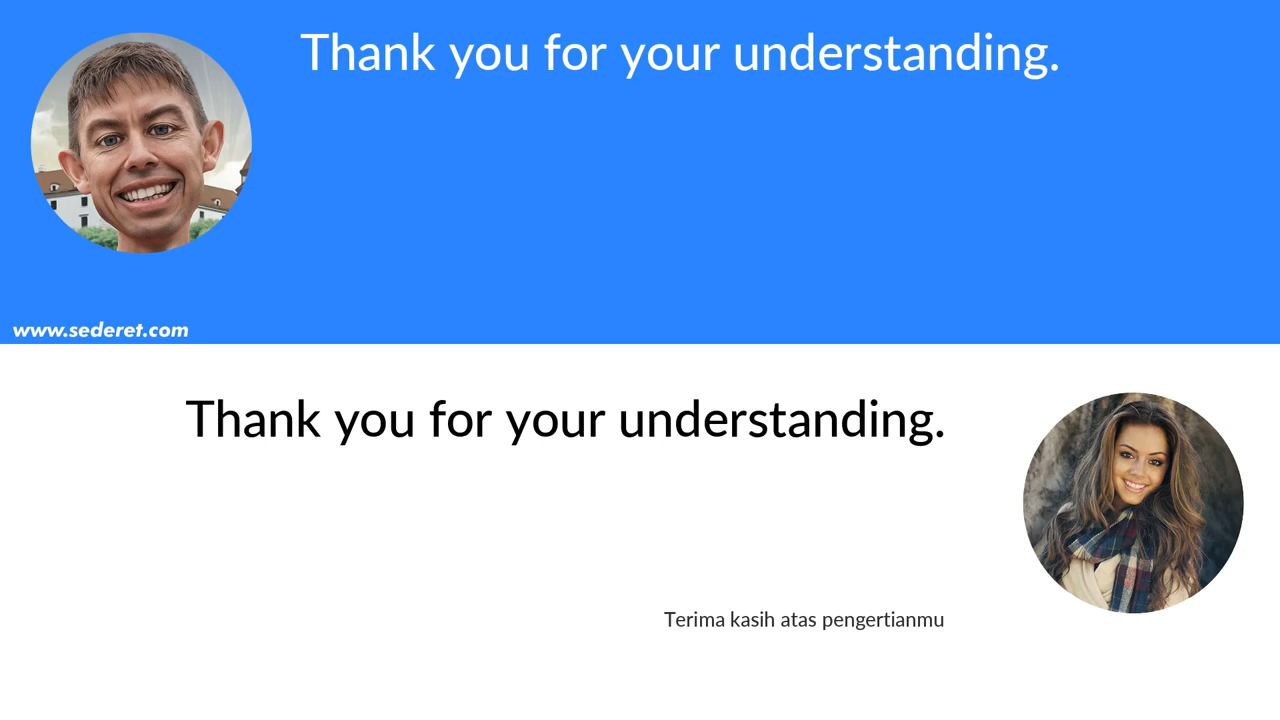 Thank you for your understanding.
www.sederet.com
Thank you for your understanding.
Terima kasih atas pengertianmu